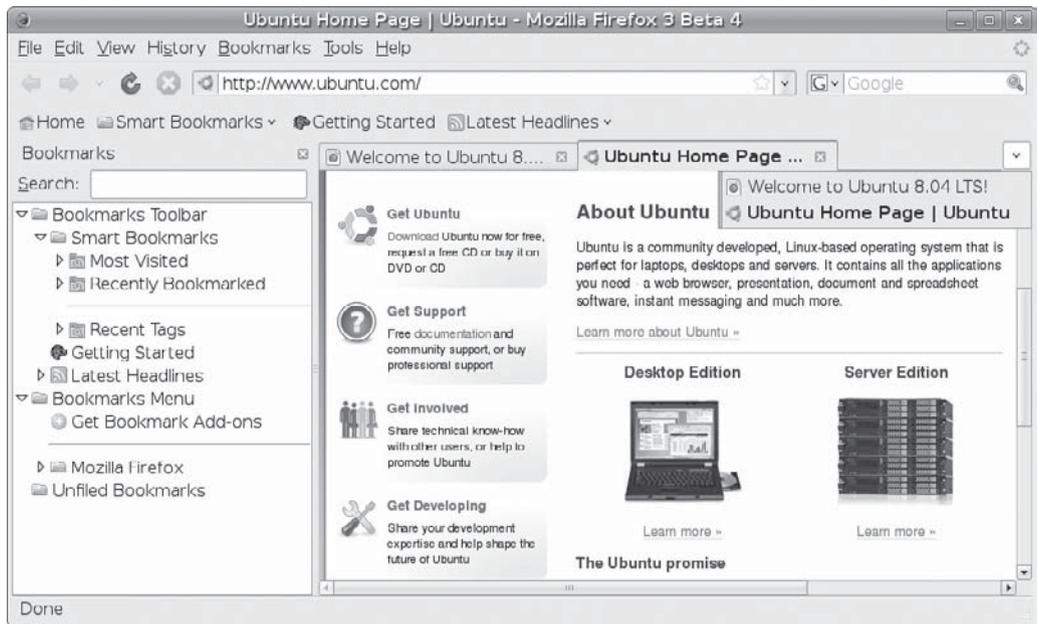 Ubuntu Home Page | Ubuntu - Mozilla Firefox 3 Beta 4
File Edit View History Bookmarks Tools Help
http://www.ubuntu.com/
G Google
Home Smart Bookmarks Getting Started Latest Headlines
Bookmarks
Search:
Bookmarks Toolbar
Smart Bookmarks
Most Visited
Recently Bookmarked
Recent Tags
Getting Started
Latest Headlines
Bookmarks Menu
Get Bookmark Add-ons
Mozilla Firefox
Unfiled Bookmarks
Welcome to Ubuntu 8....
Ubuntu Home Page ...
Welcome to Ubuntu 8.04 LTS!
Ubuntu Home Page | Ubuntu
Get Ubuntu
Download Ubuntu now for free,
request a free CD or buy it on
DVD or CD
Get Support
Free documentation and
community support, or buy
professional support
Get Involved
Share technical know-how
with other users, or help to
promote Ubuntu
Get Developing
Share your development
expertise and help shape the
future of Ubuntu
About Ubuntu
Ubuntu is a community developed, Linux-based operating system that is
perfect for laptops, desktops and servers. It contains all the applications
you need - a web browser, presentation, document and spreadsheet
software, instant messaging and much more.
Learn more about Ubuntu »
Desktop Edition
Server Edition
Learn more »
Learn more »
The Ubuntu promise
Done